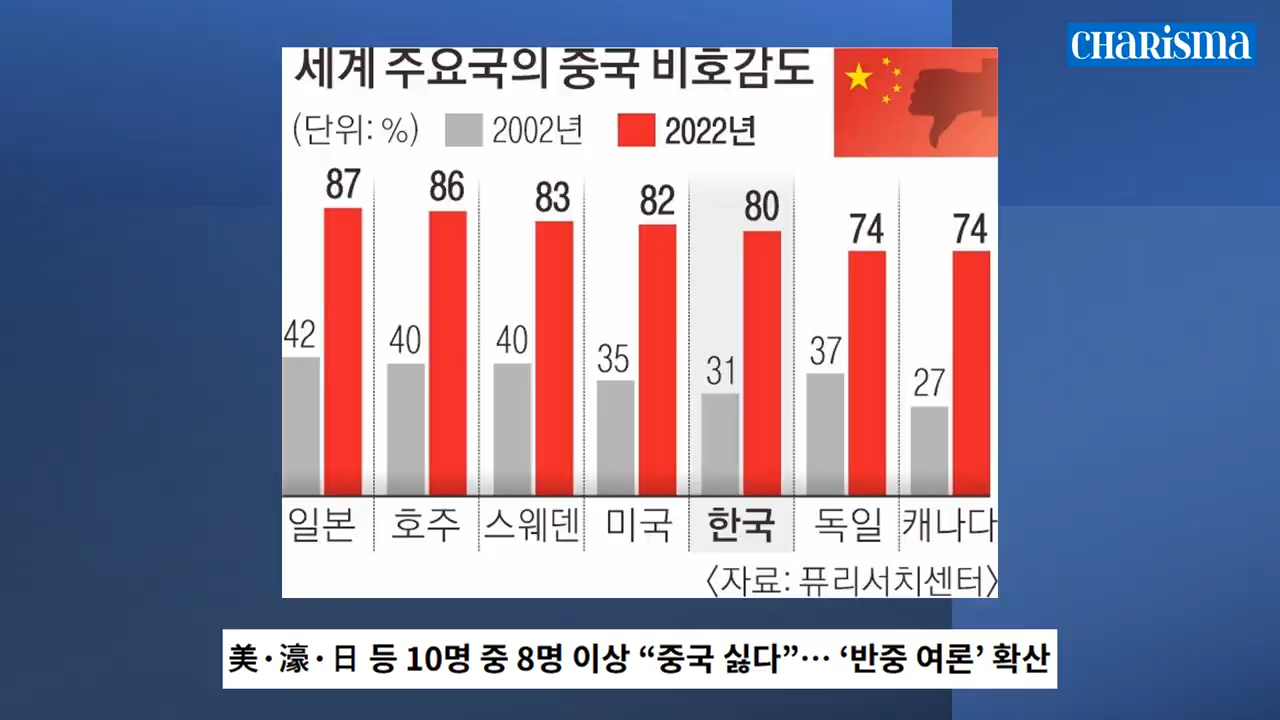 CHARiSMA
세계 주요국의 중국 비호감도
(단위: %) 2002년 2022년
87 86 83 82 80 74 74
42 40 40 35 31 37 27
일본 호주 스웨덴 미국 한국 독일 캐나다
〈자료: 퓨리서치센터〉
美·濠·日 등 10명 중 8명 이상 “중국 싫다”… ‘반중 여론’ 확산